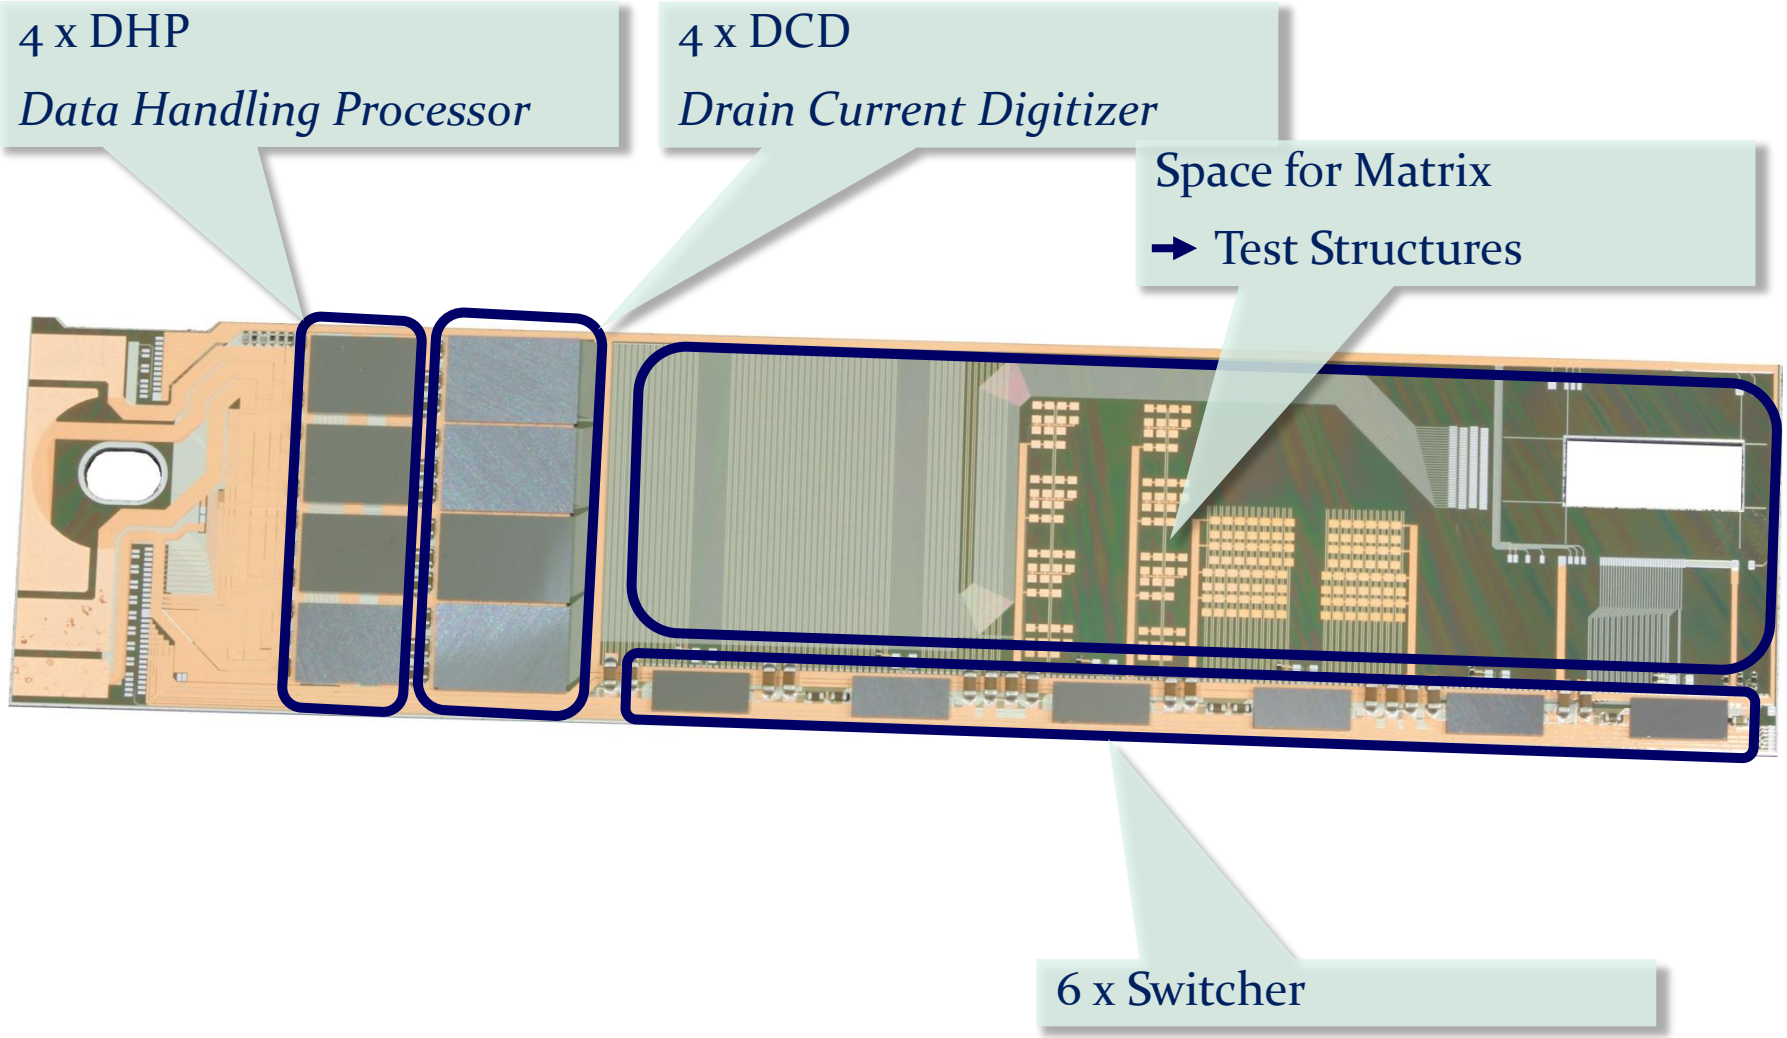 4 x DHP
Data Handling Processor
4 x DCD
Drain Current Digitizer
Space for Matrix
➡ Test Structures
6 x Switcher